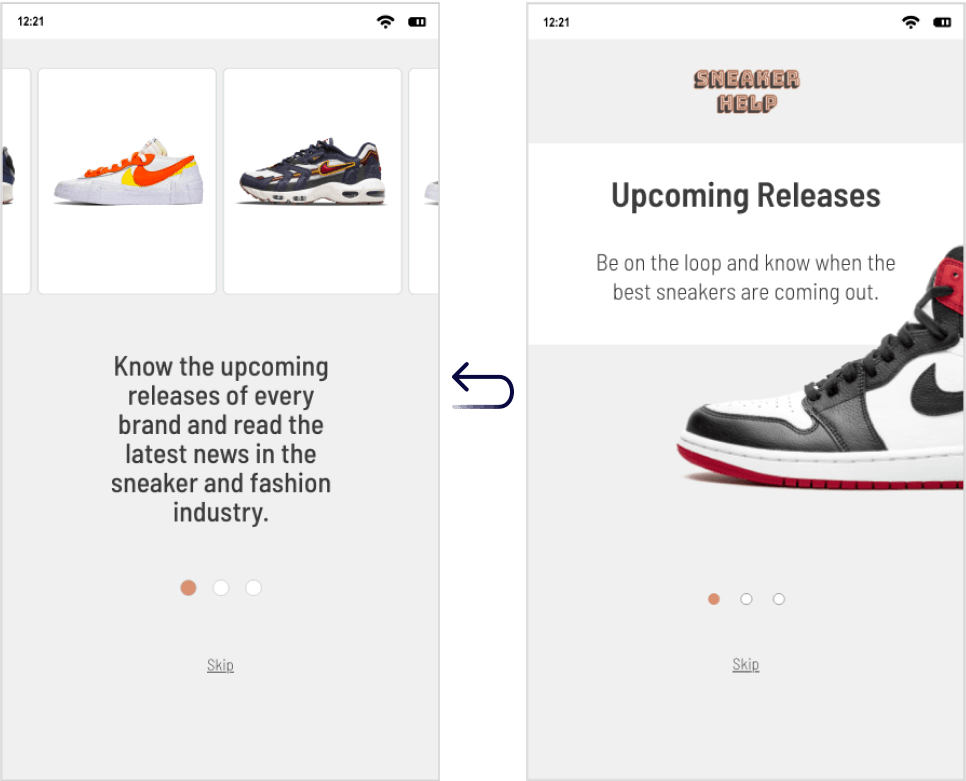 12:21
Know the upcoming
releases of every
brand and read the
latest news in the
sneaker and fashion
industry.
Skip
12:21
SNEAKER
HELP
Upcoming Releases
Be on the loop and know when the
best sneakers are coming out.
Skip